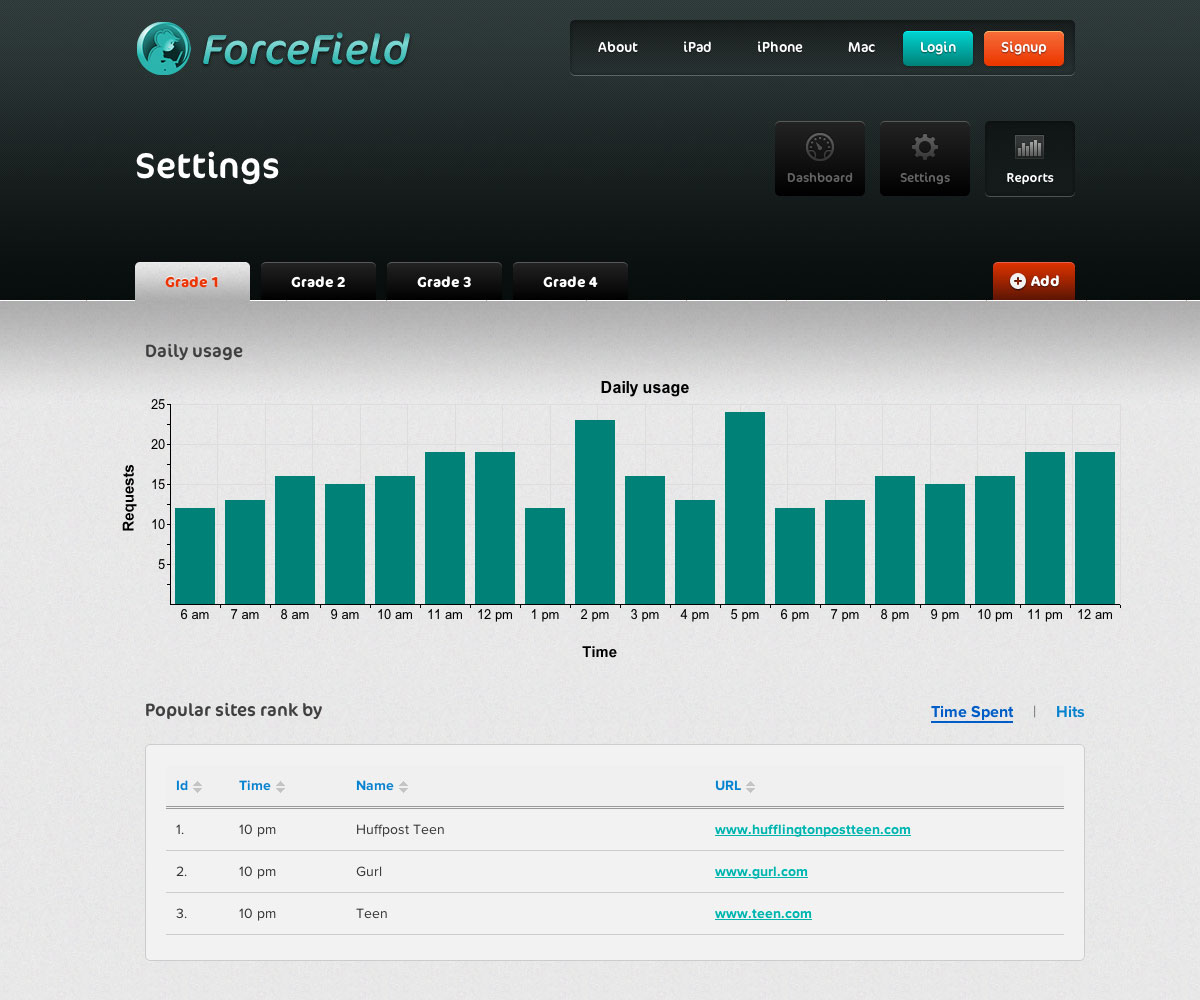 ForceField
About iPad iPhone Mac Login Signup
Settings
Dashboard Settings Reports
Grade 1 Grade 2 Grade 3 Grade 4 Add
Daily usage
Daily usage
25
20
15
10
5
Requests
6 am 7 am 8 am 9 am 10 am 11 am 12 pm 1 pm 2 pm 3 pm 4 pm 5 pm 6 pm 7 pm 8 pm 9 pm 10 pm 11 pm 12 am
Time
Popular sites rank by Time Spent | Hits
Id Time Name URL
1. 10 pm Huffpost Teen www.hufflingtonpostteen.com
2. 10 pm Gurl www.gurl.com
3. 10 pm Teen www.teen.com